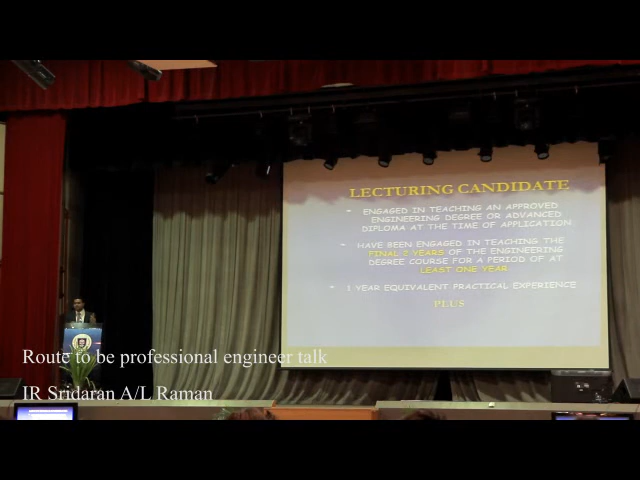 LECTURING CANDIDATE
- ENGAGED IN TEACHING AN APPROVED
ENGINEERING DEGREE OR ADVANCED
DIPLOMA AT THE TIME OF APPLICATION
- HAVE BEEN ENGAGED IN TEACHING THE
FINAL 2 YEARS OF THE ENGINEERING
DEGREE COURSE FOR A PERIOD OF AT
LEAST ONE YEAR
- 1 YEAR EQUIVALENT PRACTICAL EXPERIENCE
PLUS
Route to be professional engineer talk
IR Sridaran A/L Raman